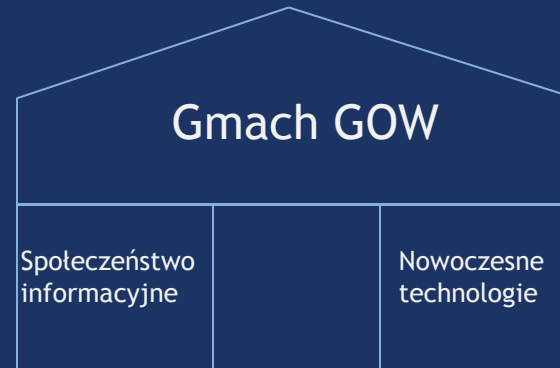 Gmach GOW
Społeczeństwo
informacyjne
Nowoczesne
technologie